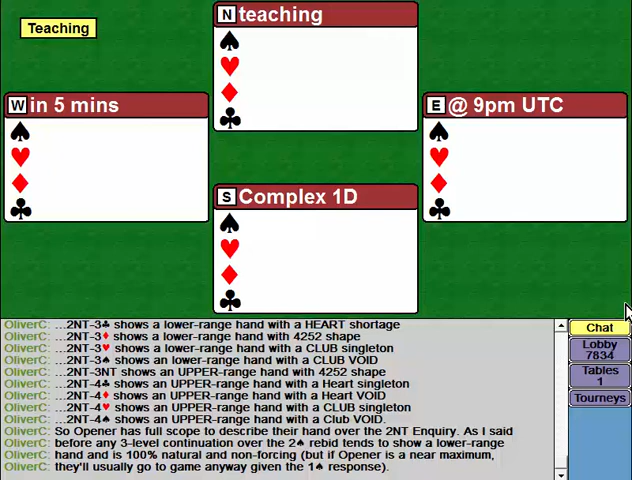 Teaching
N teaching
W in 5 mins
E @ 9pm UTC
S Complex 1D
OliverC: ...2NT-3♣ shows a lower-range hand with a HEART shortage
OliverC: ...2NT-3♦ shows a lower-range hand with 4252 shape
OliverC: ...2NT-3♥ shows a lower-range hand with a CLUB singleton
OliverC: ...2NT-3♠ shows an lower-range hand with a CLUB VOID
OliverC: ...2NT-3NT shows an UPPER-range hand with 4252 shape
OliverC: ...2NT-4♣ shows an UPPER-range hand with a Heart singleton
OliverC: ...2NT-4♦ shows an UPPER-range hand with a Heart VOID
OliverC: ...2NT-4♥ shows an UPPER-range hand with a CLUB singleton
OliverC: ...2NT-4♠ shows an UPPER-range hand with a Club VOID.
OliverC: So Opener has full scope to describe their hand over the 2NT Enquiry. As I said
OliverC: before any 3-level continuation over the 2♠ rebid tends to show a lower-range
OliverC: hand and is 100% natural and non-forcing (but if Opener is a near maximum,
OliverC: they'll usually go to game anyway given the 1♠ response).
Chat
Lobby
7834
Tables
1
Tourneys